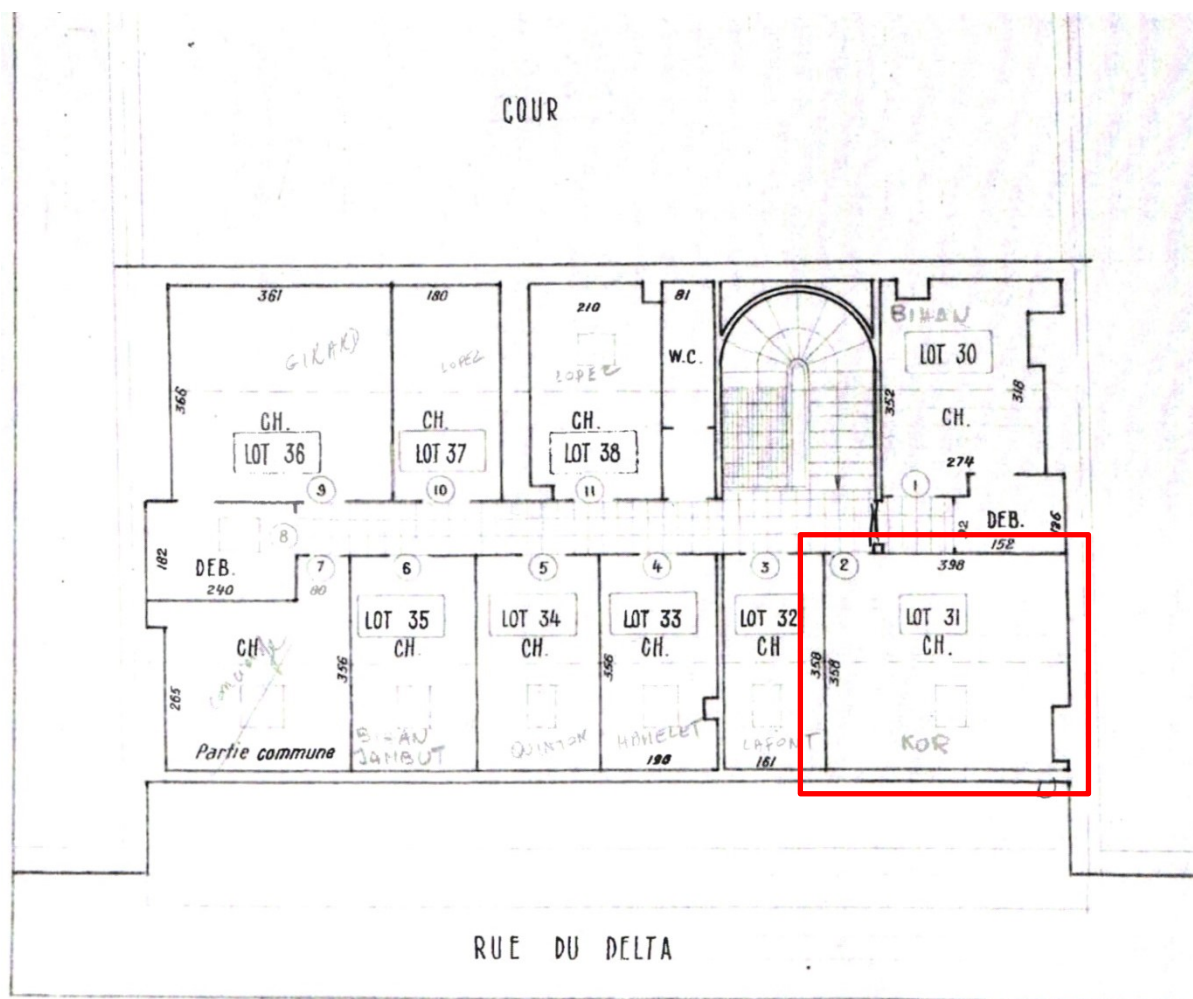 COUR
361
180
210
81
BIHAN
GIRARD
LOPEZ
LOPEZ
W.C.
LOT 30
366
352
318
CH.
CH.
CH.
CH.
LOT 36
LOT 37
LOT 38
274
9
10
11
1
8
DEB.
182
DEB.
240
7
80
6
5
4
3
2
152
186
398
LOT 35
LOT 34
LOT 33
LOT 32
LOT 31
CH.
CH.
CH.
CH.
CH
CH.
concierge
265
356
356
358
358
Partie commune
BIHAN
JAMBUT
QUINTON
HAMELET
LAFONT
KOR
198
161
RUE DU DELTA